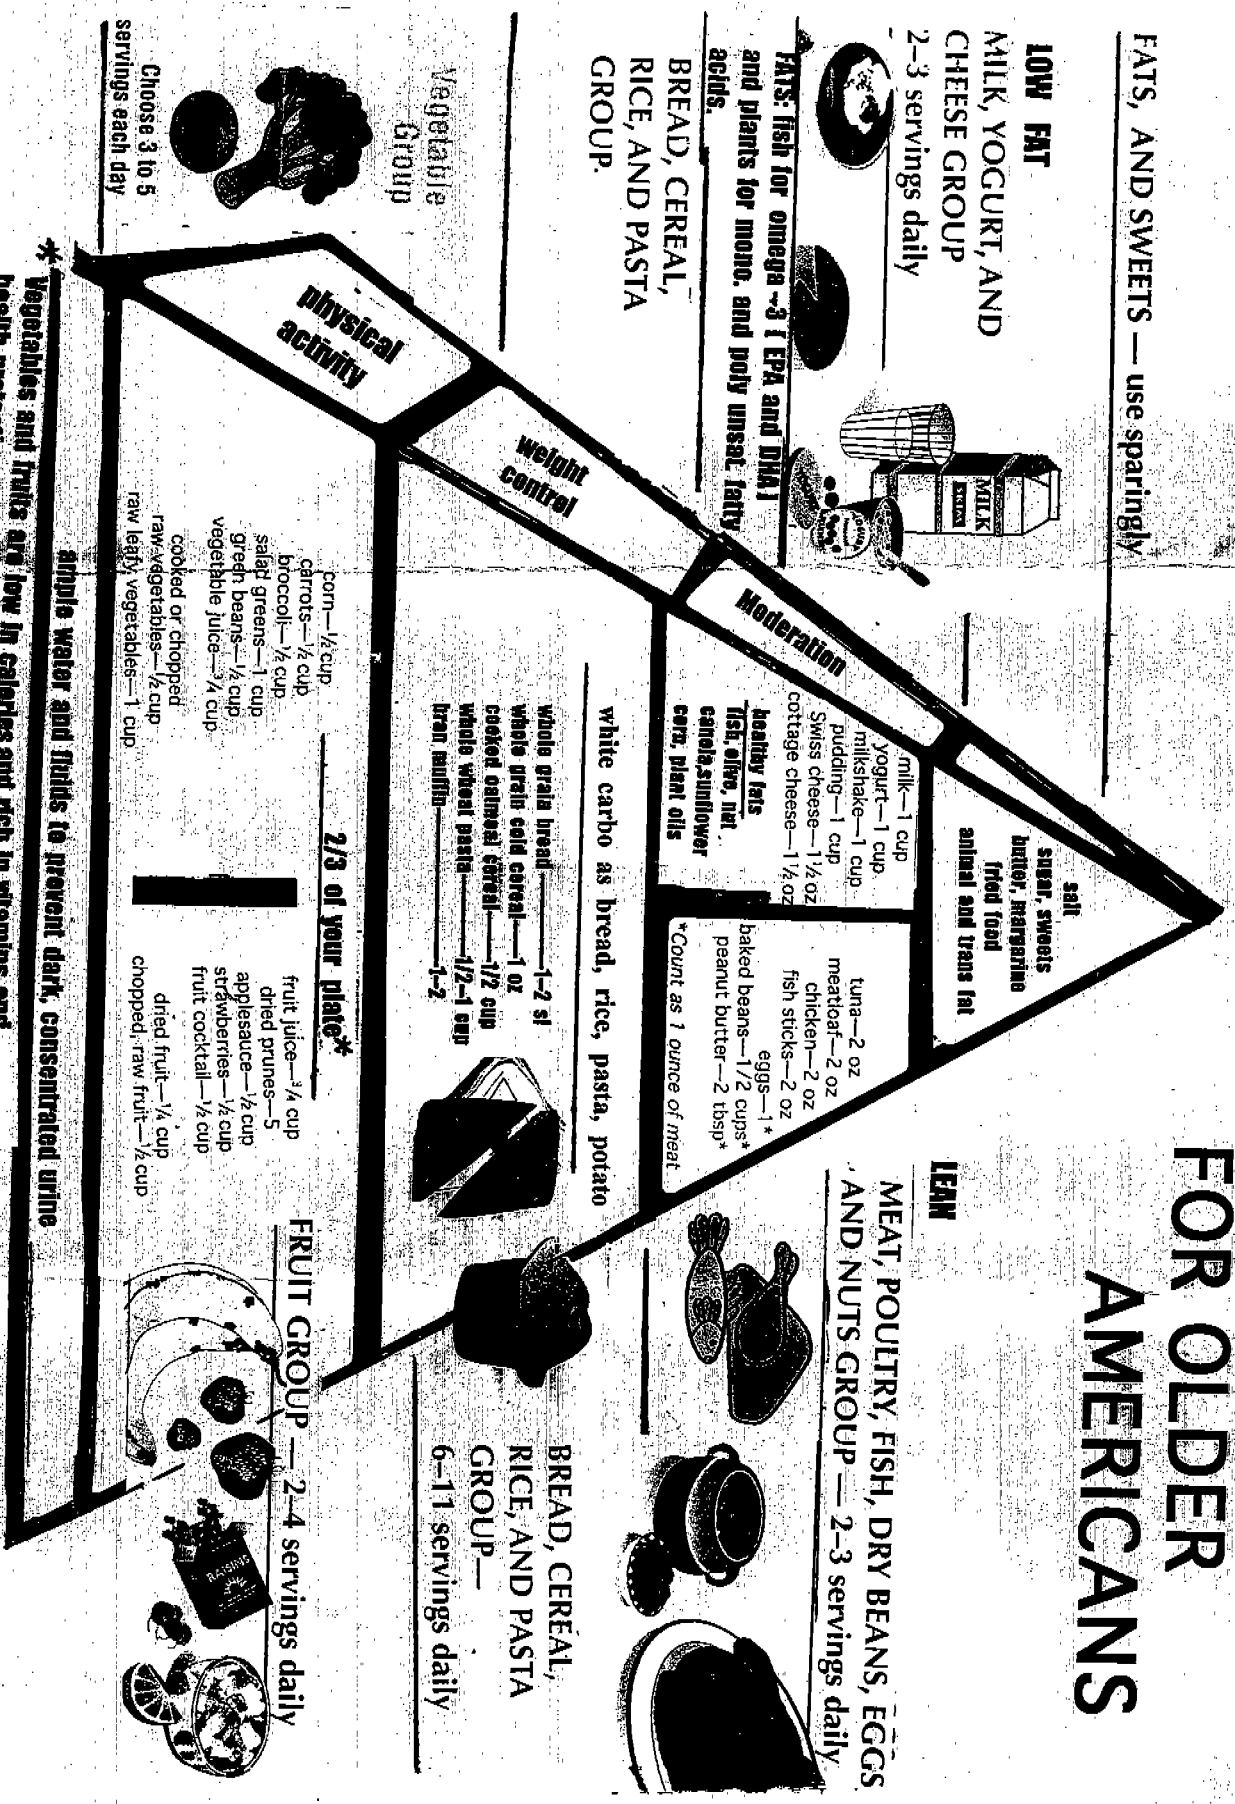 FOR OLDER
AMERICANS
FATS, AND SWEETS — use sparingly
LOW FAT
MILK, YOGURT, AND
CHEESE GROUP
2–3 servings daily
MILK
FATS: fish for omega -3 [ EPA and DHA ]
and plants for mono. and poly unsat. fatty
acids.
BREAD, CEREAL,
RICE, AND PASTA
GROUP.
Vegetable
Group
Choose 3 to 5
servings each day
physical
activity
weight
control
Moderation
salt
sugar, sweets
butter, margarine
fried food
animal and trans fat
milk—1 cup
yogurt—1 cup
milkshake—1 cup
pudding—1 cup
Swiss cheese—1½ oz
cottage cheese—1½ oz
healthy fats
fish, olive, nut
canola,sunflower
corn, plant oils
tuna—2 oz
meatloaf—2 oz
chicken—2 oz
fish sticks—2 oz
eggs—1*
baked beans—1/2 cups*
peanut butter—2 tbsp*
*Count as 1 ounce of meat
LEAN
MEAT, POULTRY, FISH, DRY BEANS, EGGS
AND NUTS GROUP — 2–3 servings daily
white carbo as bread, rice, pasta, potato
whole grain bread—1-2 sl
whole grain cold cereal—1 oz
cooked oatmeal cereal—1/2 cup
whole wheat pasta—1/2-1 cup
bran muffin—1-2
BREAD, CEREAL,
RICE, AND PASTA
GROUP—
6–11 servings daily
2/3 of your plate*
corn—½ cup
carrots—½ cup
broccoli—½ cup
salad greens—1 cup
green beans—½ cup
vegetable juice—¾ cup
cooked or chopped
raw vegetables—½ cup
raw leafy vegetables—1 cup
fruit juice—¾ cup
dried prunes—5
applesauce—½ cup
strawberries—½ cup
fruit cocktail—½ cup
dried fruit—¼ cup
chopped, raw fruit—½ cup
FRUIT GROUP — 2–4 servings daily
RAISINS
ample water and fluids to prevent dark, consentrated urine
* Vegetables and fruits are low in calories and rich in vitamins and